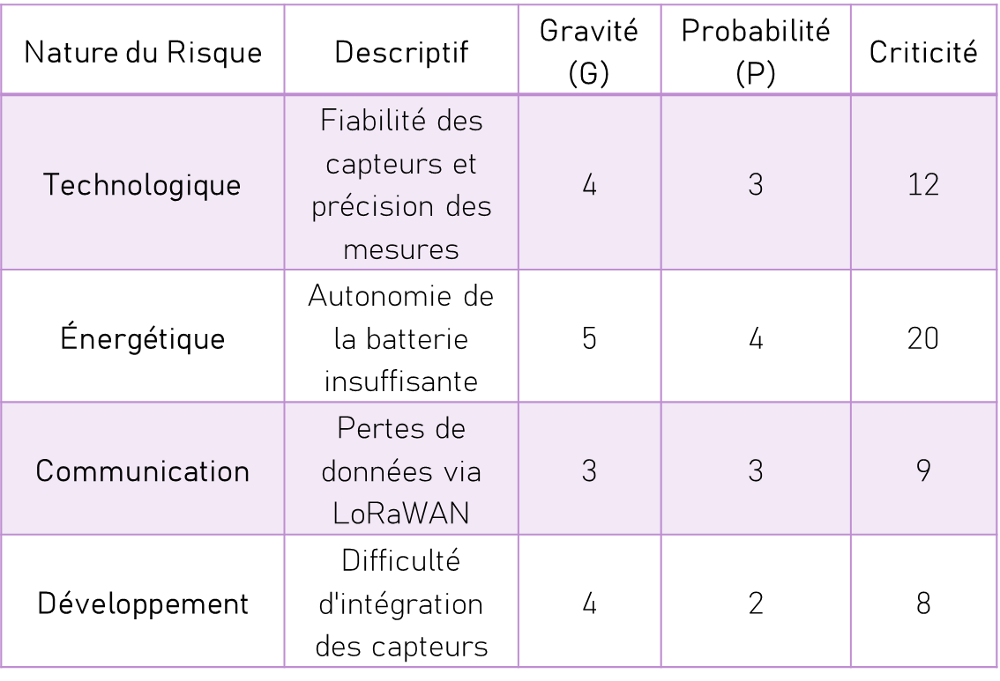 Nature du Risque
Descriptif
Gravité
(G)
Probabilité
(P)
Criticité
Technologique
Fiabilité des
capteurs et
précision des
mesures
4
3
12
Énergétique
Autonomie de
la batterie
insuffisante
5
4
20
Communication
Pertes de
données via
LoRaWAN
3
3
9
Développement
Difficulté
d'intégration
des capteurs
4
2
8